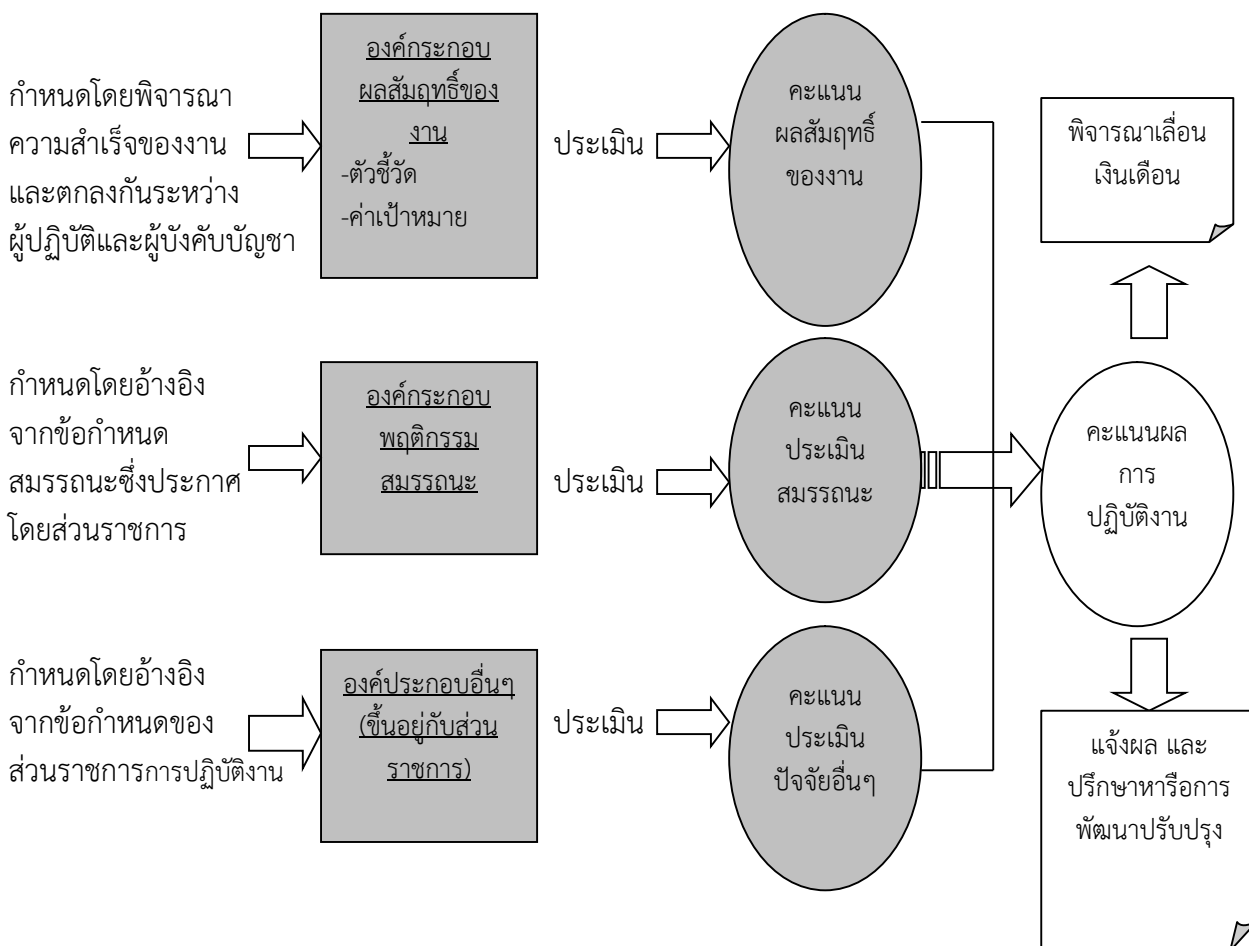 กำหนดโดยพิจารณา
ความสำเร็จของงาน
และตกลงกันระหว่าง
ผู้ปฏิบัติและผู้บังคับบัญชา
องค์กระกอบ
ผลสัมฤทธิ์ของ
งาน
-ตัวชี้วัด
-ค่าเป้าหมาย
ประเมิน
คะแนน
ผลสัมฤทธิ์
ของงาน
พิจารณาเลื่อน
เงินเดือน
กำหนดโดยอ้างอิง
จากข้อกำหนด
สมรรถนะซึ่งประกาศ
โดยส่วนราชการ
องค์กระกอบ
พฤติกรรม
สมรรถนะ
ประเมิน
คะแนน
ประเมิน
สมรรถนะ
คะแนนผล
การ
ปฏิบัติงาน
กำหนดโดยอ้างอิง
จากข้อกำหนดของ
ส่วนราชการการปฏิบัติงาน
องค์ประกอบอื่นๆ
(ขึ้นอยู่กับส่วน
ราชการ)
ประเมิน
คะแนน
ประเมิน
ปัจจัยอื่นๆ
แจ้งผล และ
ปรึกษาหารือการ
พัฒนาปรับปรุง